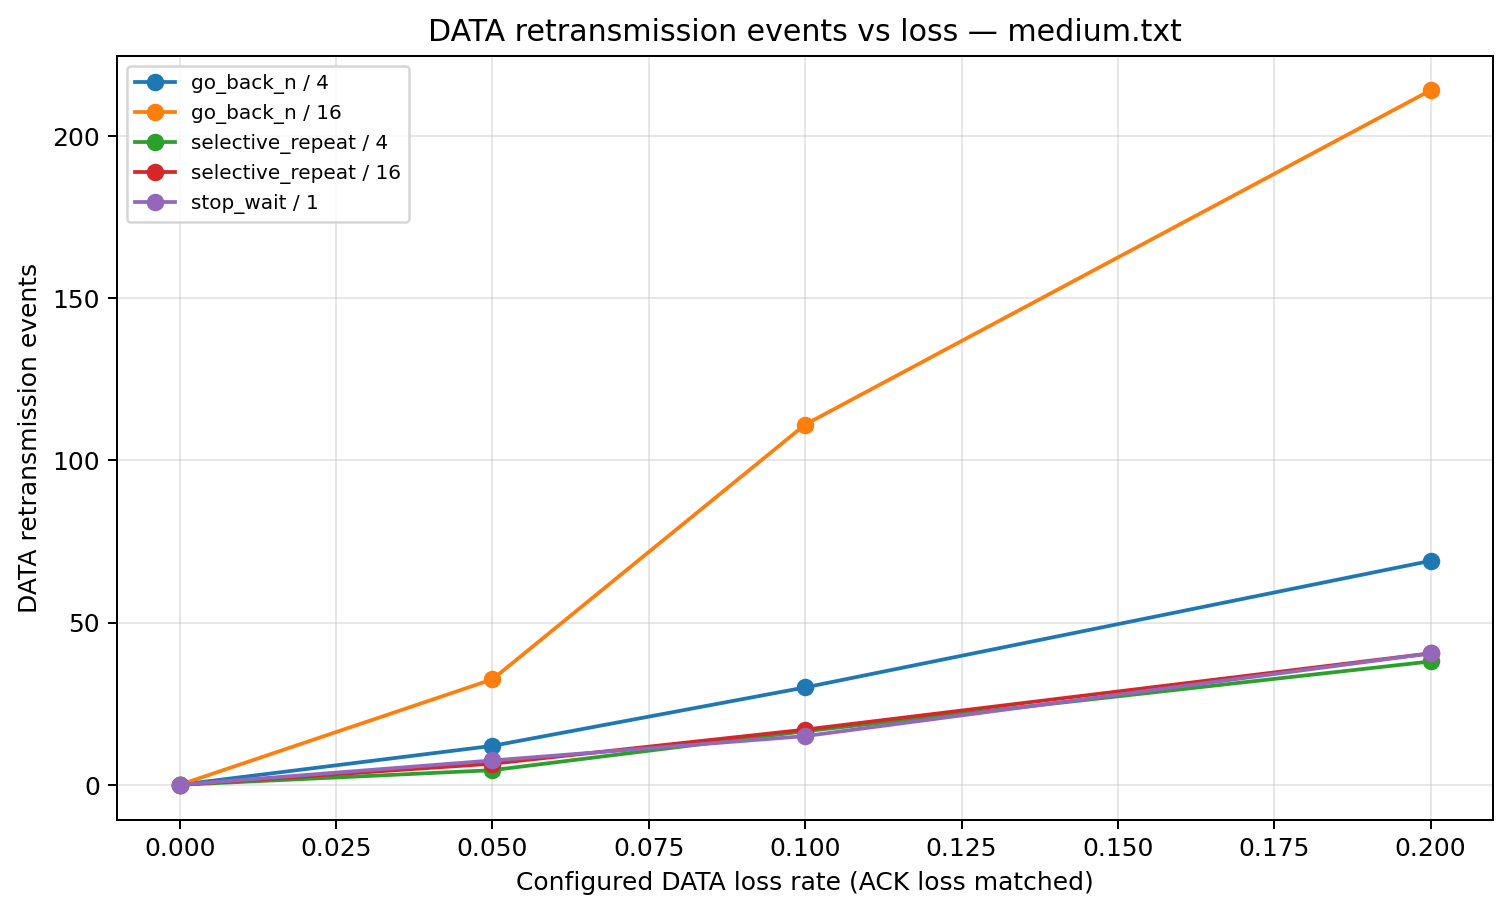 DATA retransmission events vs loss — medium.txt
go_back_n / 4
go_back_n / 16
selective_repeat / 4
selective_repeat / 16
stop_wait / 1
DATA retransmission events
200
150
100
50
0
0.000 0.025 0.050 0.075 0.100 0.125 0.150 0.175 0.200
Configured DATA loss rate (ACK loss matched)